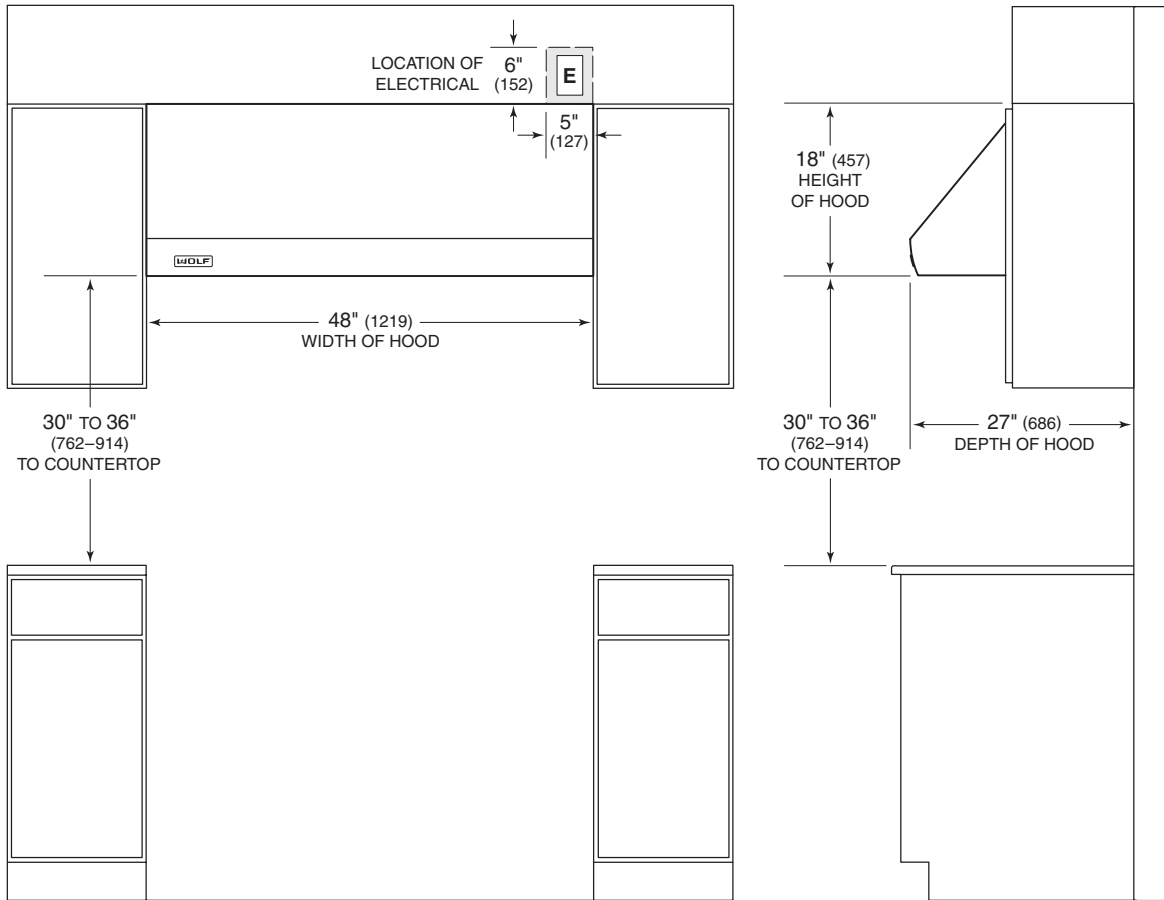 LOCATION OF
ELECTRICAL
6"
(152)
E
5"
(127)
18" (457)
HEIGHT
OF HOOD
WOLF
48" (1219)
WIDTH OF HOOD
30" TO 36"
(762–914)
TO COUNTERTOP
30" TO 36"
(762–914)
TO COUNTERTOP
27" (686)
DEPTH OF HOOD